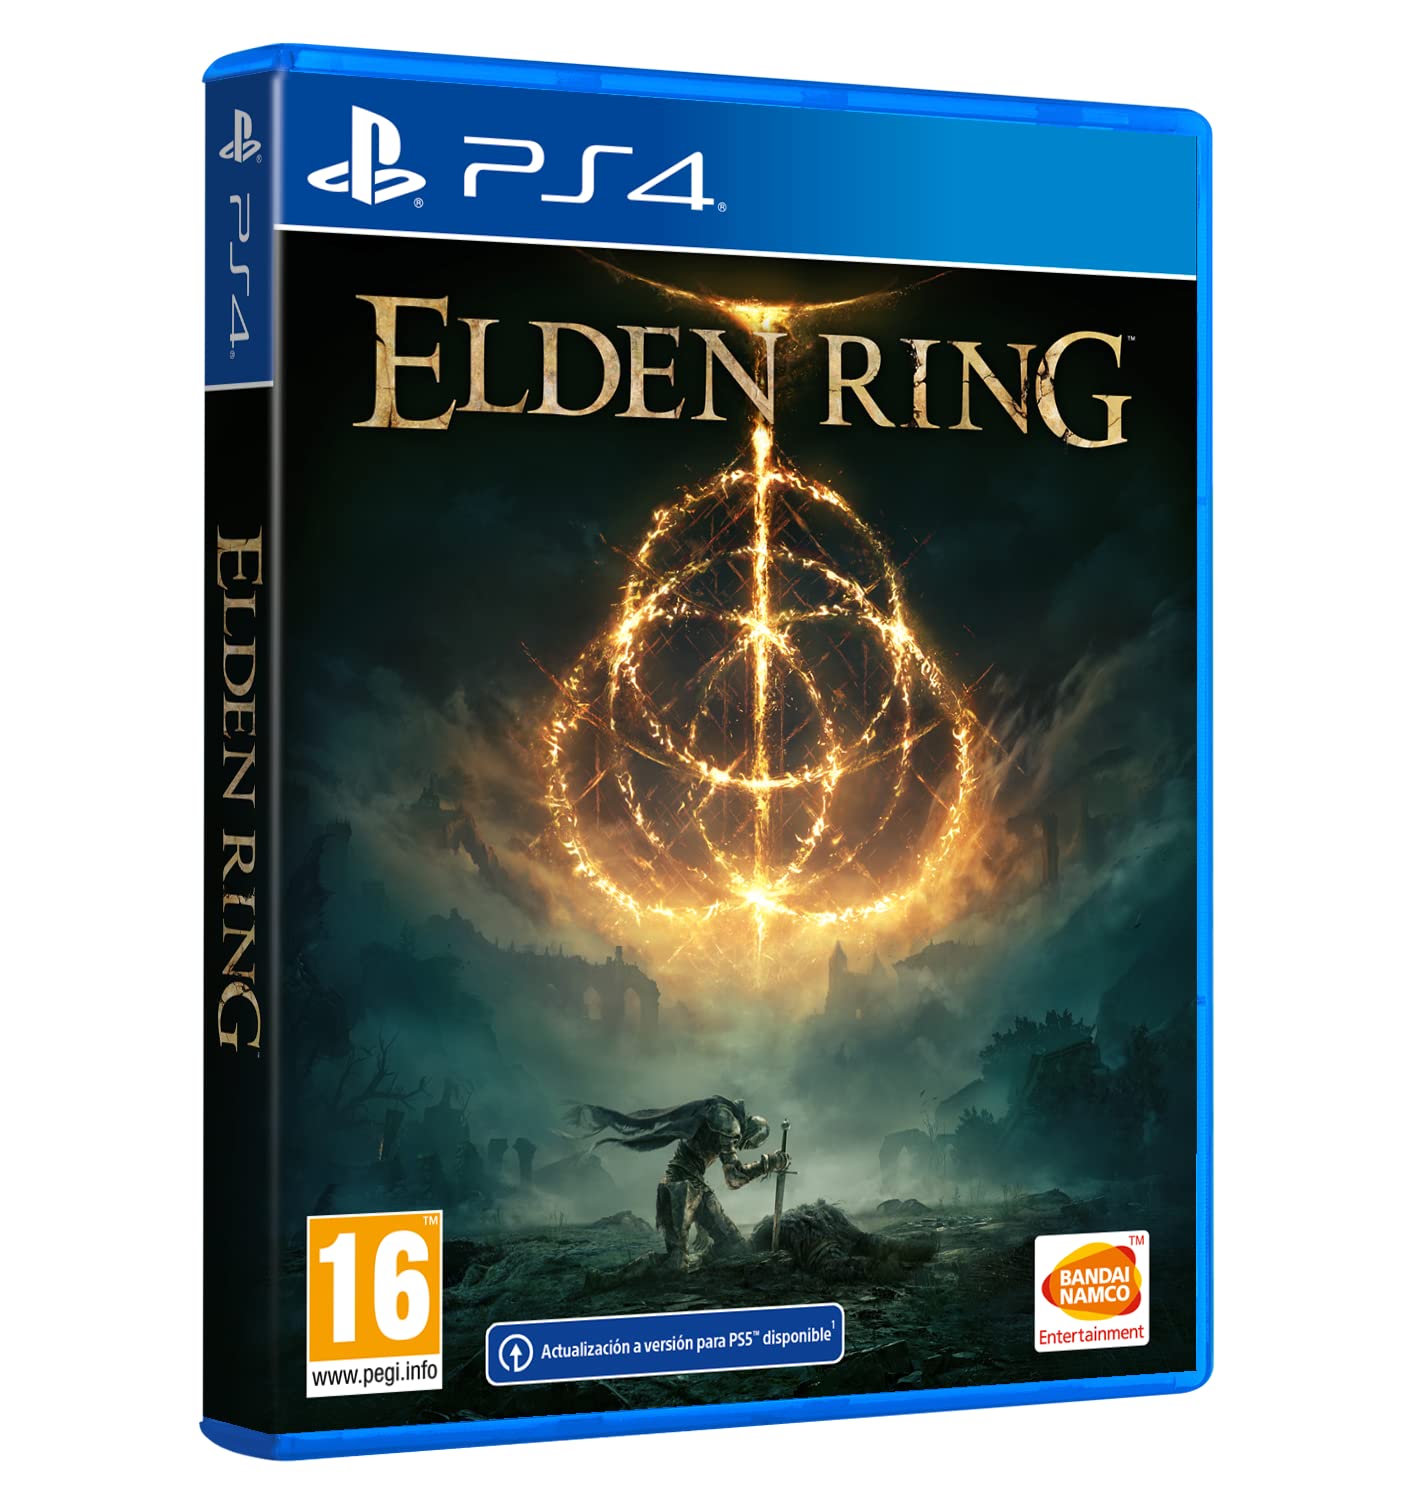 PS4
ELDEN RING
PS4
ELDEN RING
16
www.pegi.info
Actualización a versión para PS5™ disponible¹
BANDAI
NAMCO
Entertainment